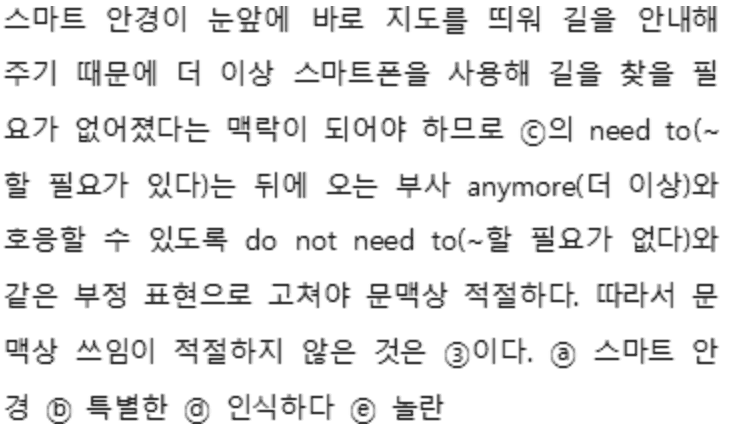 스마트 안경이 눈앞에 바로 지도를 띄워 길을 안내해
주기 때문에 더 이상 스마트폰을 사용해 길을 찾을 필
요가 없어졌다는 맥락이 되어야 하므로 ⓒ의 need to(~
할 필요가 있다)는 뒤에 오는 부사 anymore(더 이상)와
호응할 수 있도록 do not need to(~할 필요가 없다)와
같은 부정 표현으로 고쳐야 문맥상 적절하다. 따라서 문
맥상 쓰임이 적절하지 않은 것은 ③이다. ⓐ 스마트 안
경 ⓑ 특별한 ⓓ 인식하다 ⓔ 놀란